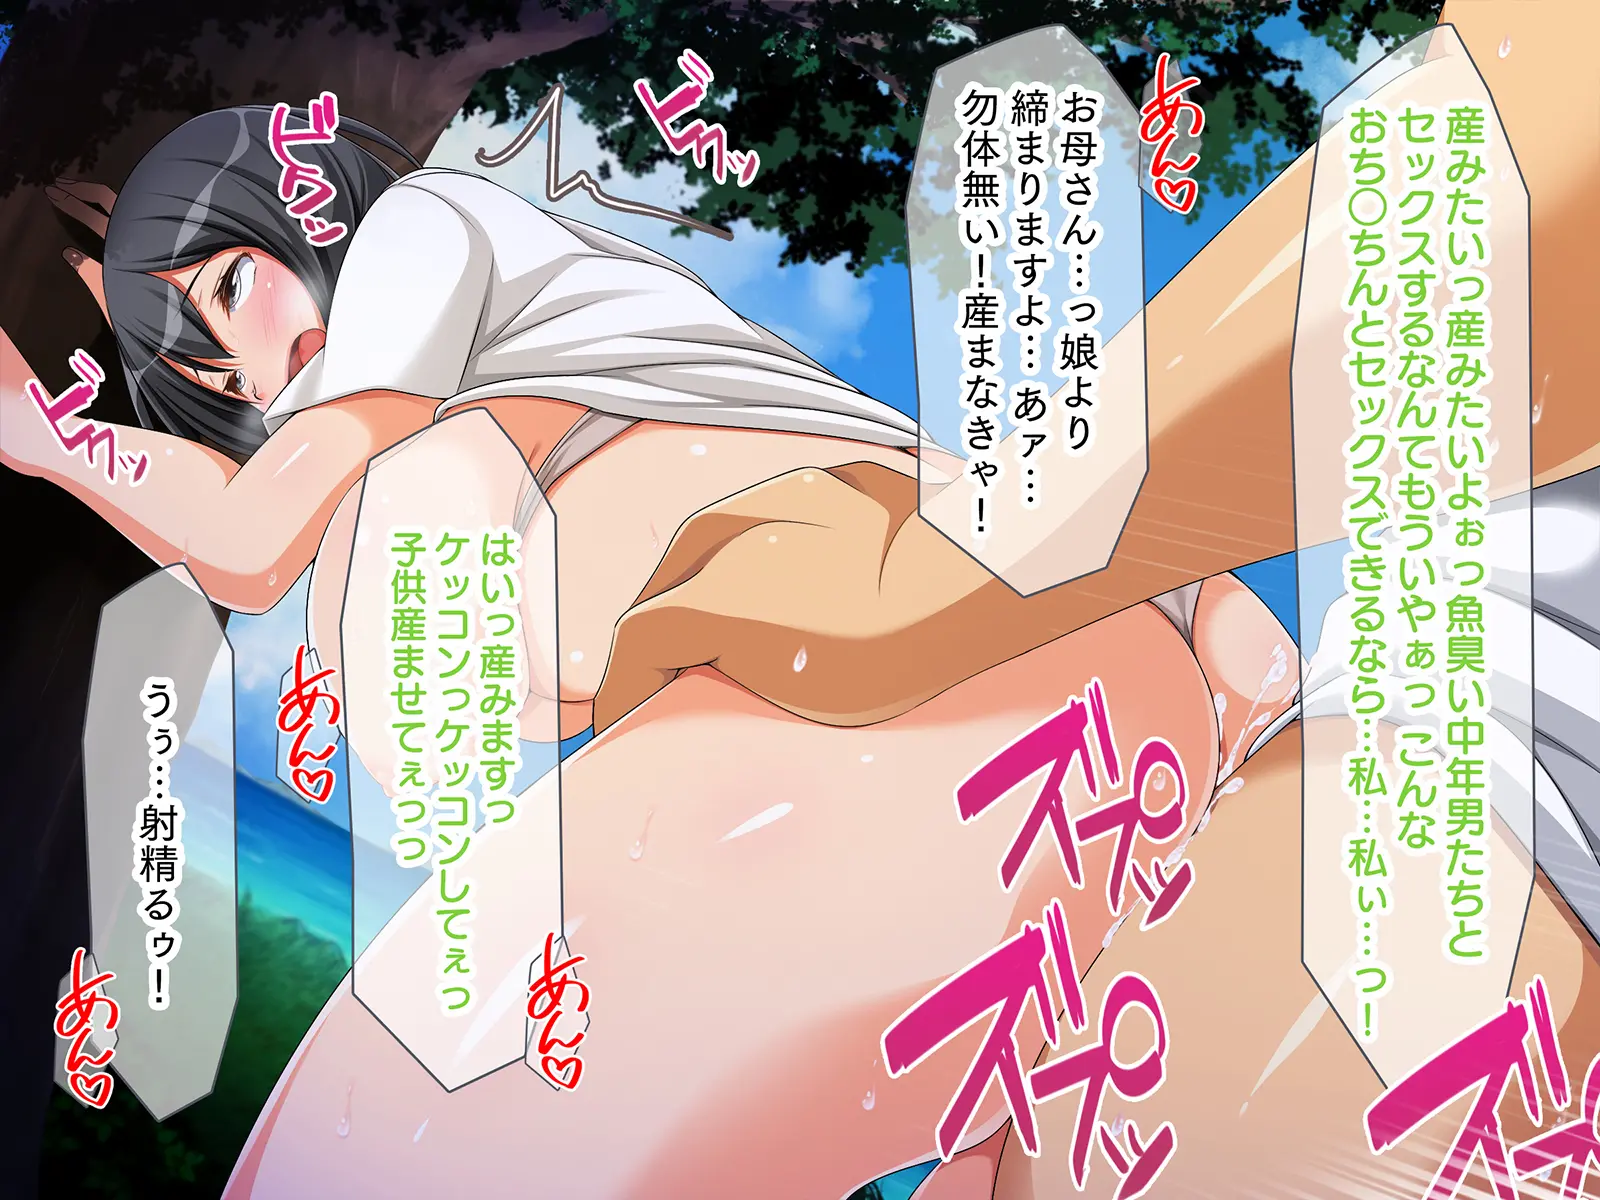 産みたいっ産みたいよぉっ魚臭い中年男たちと
セックスするなんてもういやぁっこんな
おち〇ちんとセックスできるなら…私…私ぃ…っ！
あん♡
お母さん…っ娘より
締まりますよ…あァ…
勿体無い！産まなきゃ！
ドクンッ
ビクンッ
はいっ産みますっ
ケッコンっケッコンしてぇっ
子供産ませてぇっっ
あん♡
あん♡
ビクンッ
うぅ…射精るゥ！
あん♡
ズプッ
ズプッ
ズプ